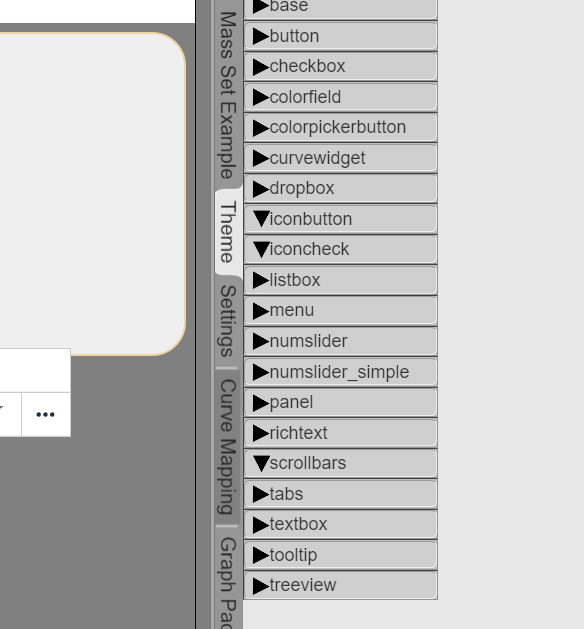 Mass Set Example
Theme
Settings
Curve Mapping
base
button
checkbox
colorfield
colorpickerbutton
curvewidget
dropbox
iconbutton
iconcheck
listbox
menu
numslider
numslider_simple
panel
richtext
scrollbars
tabs
textbox
tooltip
treeview
Graph Pac